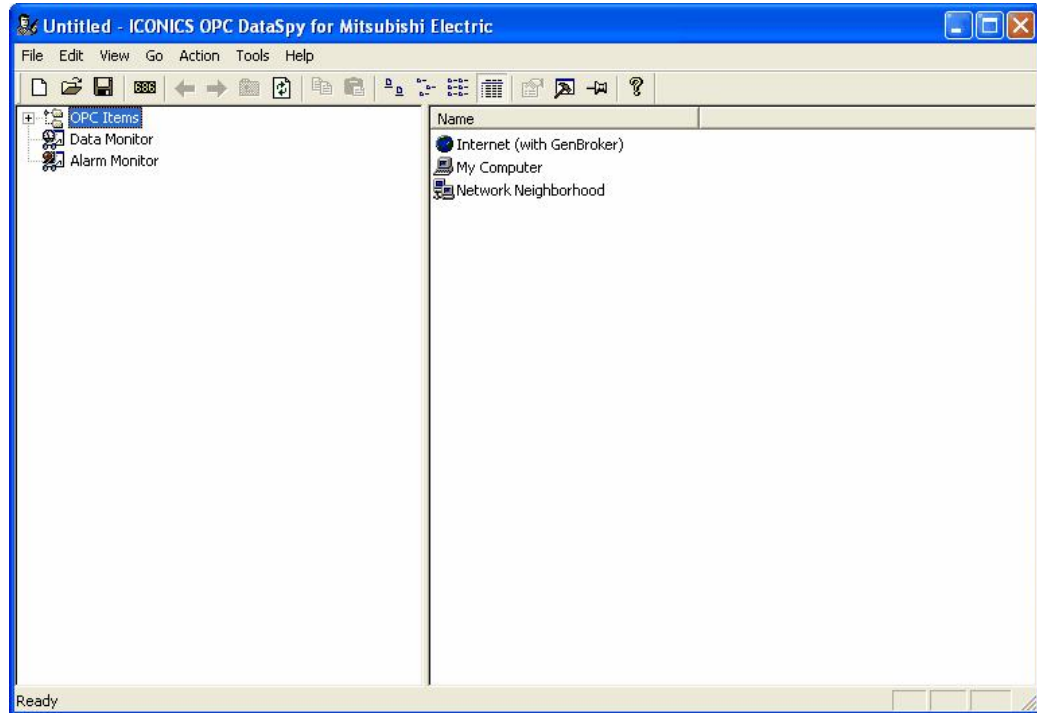 Untitled - ICONICS OPC DataSpy for Mitsubishi Electric
File Edit View Go Action Tools Help
OPC Items
Data Monitor
Alarm Monitor
Name
Internet (with GenBroker)
My Computer
Network Neighborhood
Ready